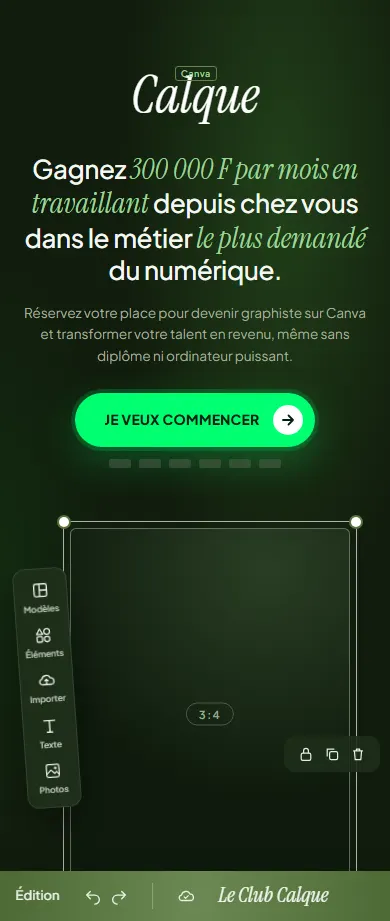 Canva
Calque
Gagnez 300 000 F par mois en
travaillant depuis chez vous
dans le métier le plus demandé
du numérique.
Réservez votre place pour devenir graphiste sur Canva
et transformer votre talent en revenu, même sans
diplôme ni ordinateur puissant.
JE VEUX COMMENCER
Modèles
Éléments
Importer
Texte
Photos
3:4
Édition
Le Club Calque